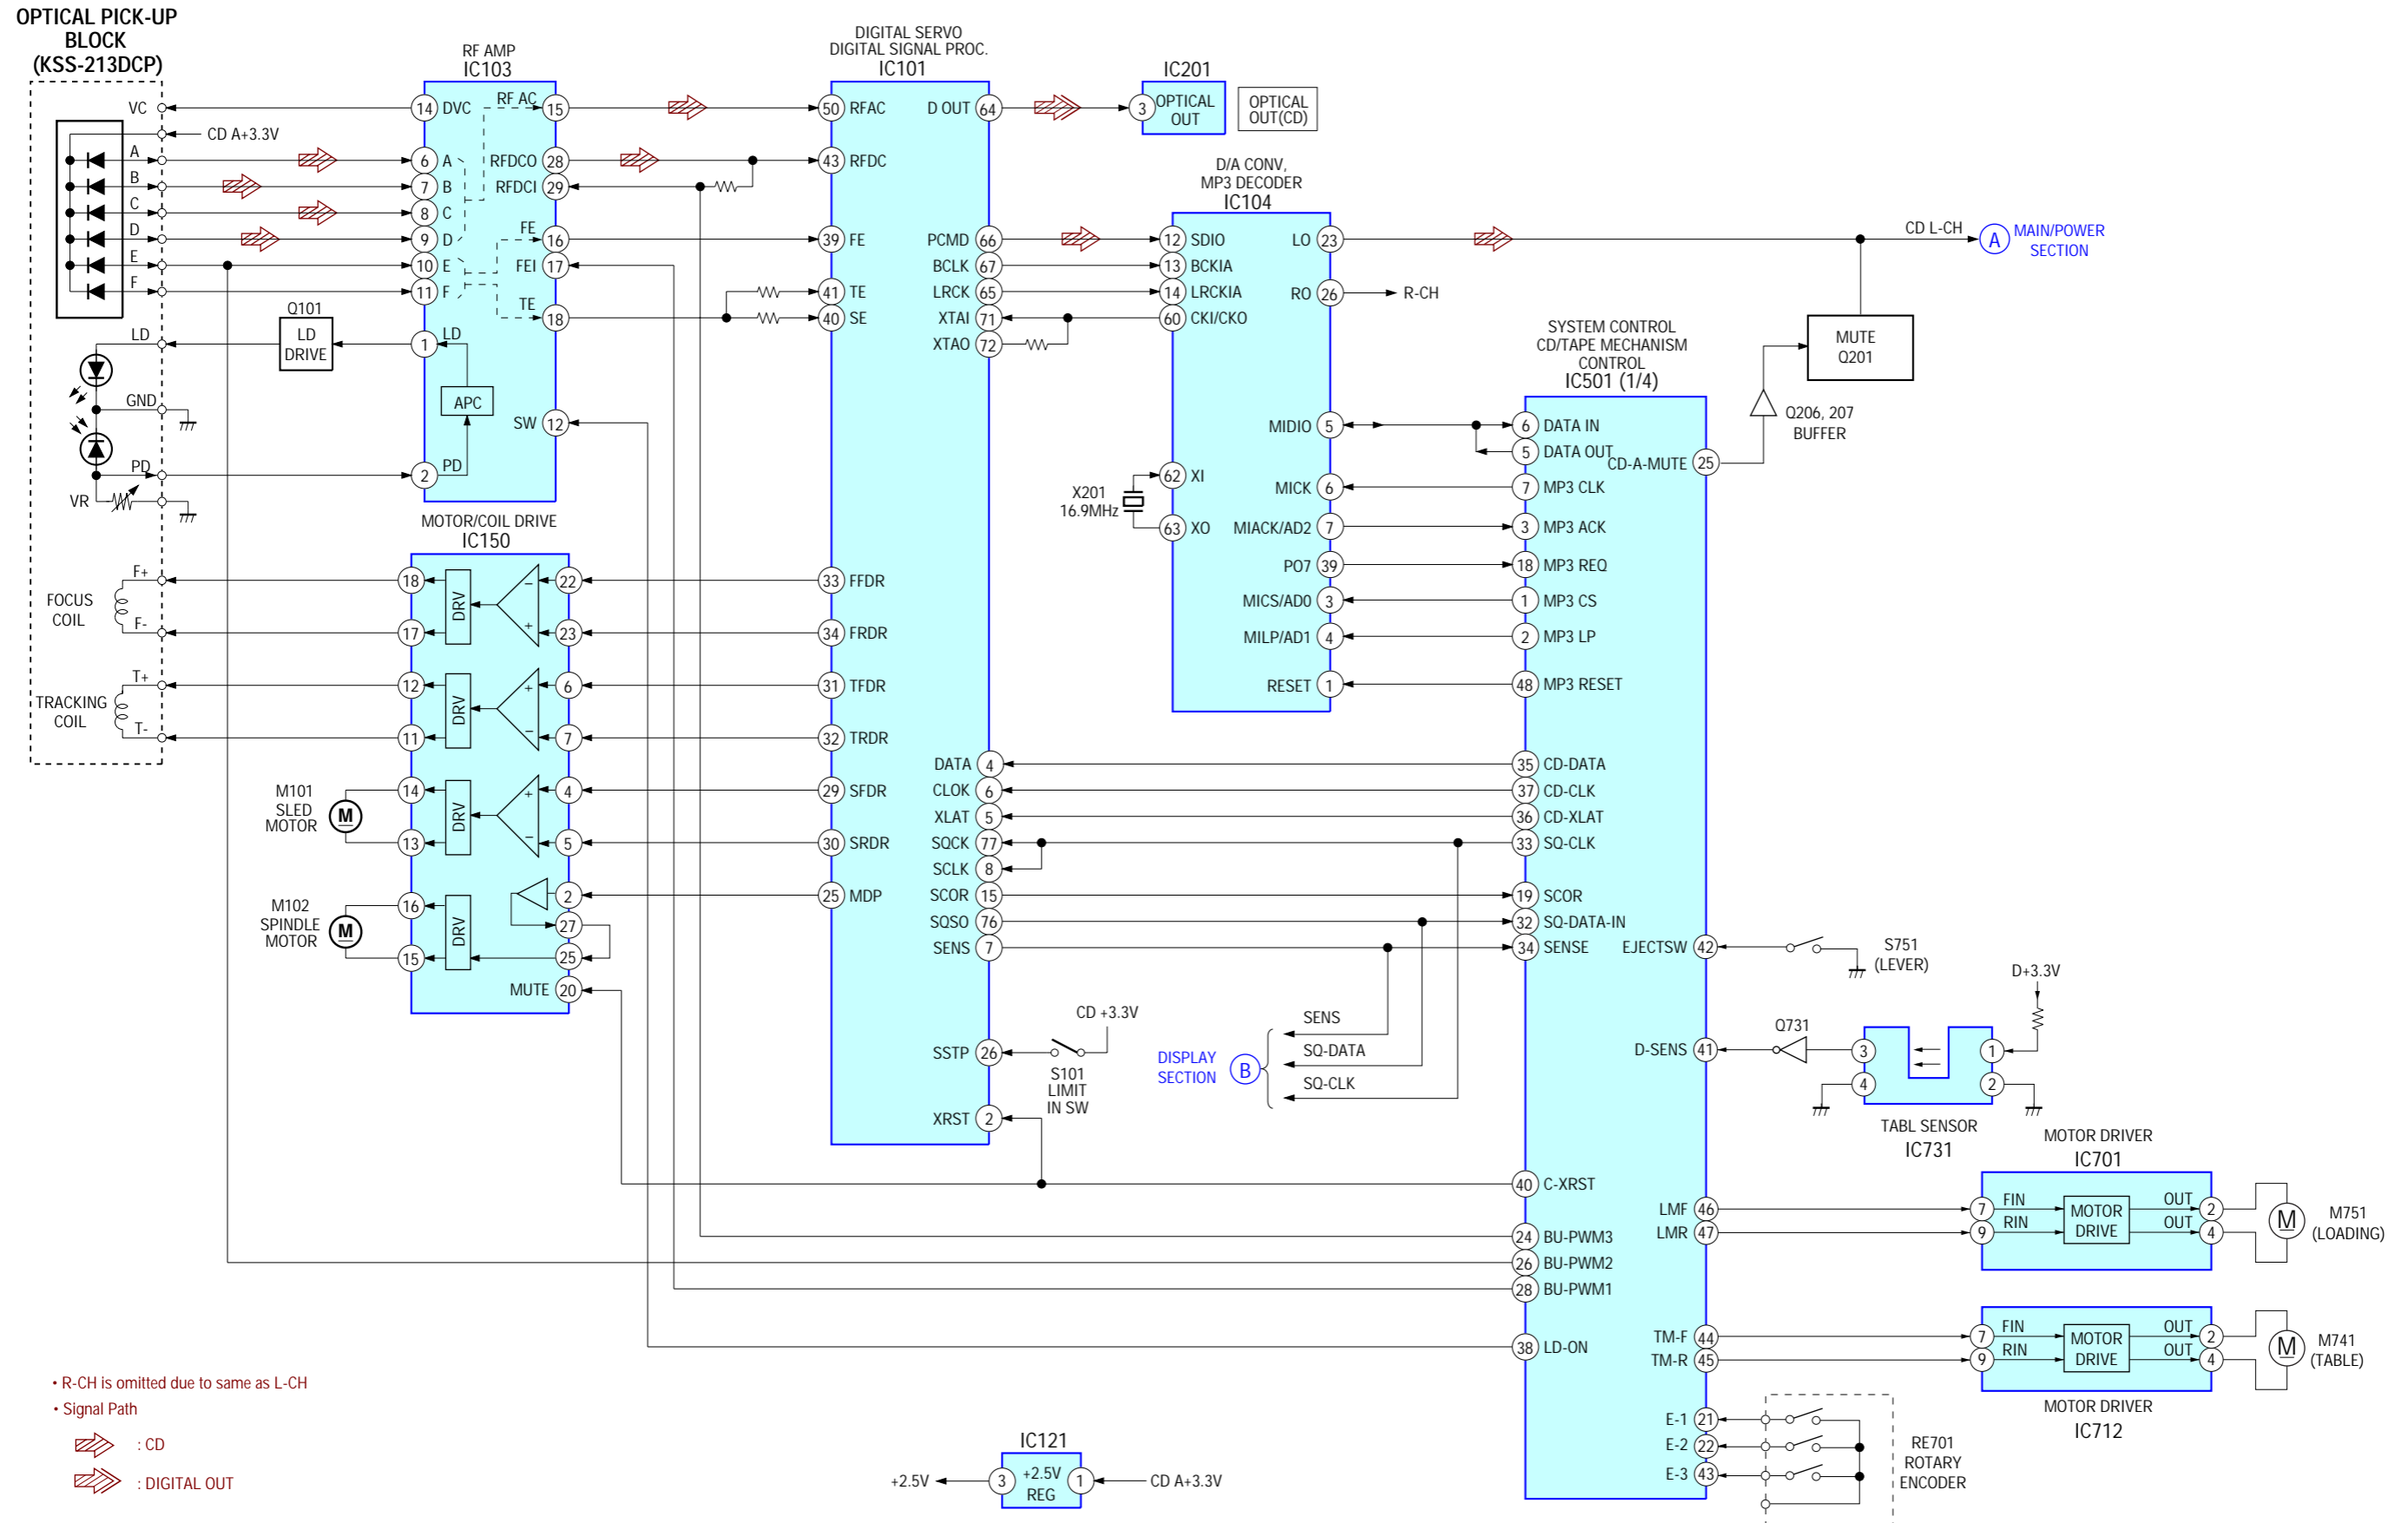 OPTICAL PICK-UP
BLOCK
(KSS-213DCP)
VC
CD A+3.3V
A
B
C
D
E
F
LD
GND
PD
VR
Q101
LD
DRIVE
FOCUS
COIL
F+
F-
TRACKING
COIL
T+
T-
RF AMP
IC103
14 DVC
RF AC 15
6 A
7 B
8 C
9 D
10 E
11 F
RFDCO 28
RFDCI 29
FE 16
FEI 17
TE 18
1 LD
APC
SW 12
2 PD
MOTOR/COIL DRIVE
IC150
18 DRV - 22
17 + 23
12 DRV + 6
11 - 7
M101
SLED
MOTOR
M
14 DRV + 4
13 - 5
M102
SPINDLE
MOTOR
M
16 DRV 2
27
15 25
MUTE 20
DIGITAL SERVO
DIGITAL SIGNAL PROC.
IC101
50 RFAC
43 RFDC
39 FE
41 TE
40 SE
33 FFDR
34 FRDR
31 TFDR
32 TRDR
29 SFDR
30 SRDR
25 MDP
D OUT 64
PCMD 66
BCLK 67
LRCK 65
XTAI 71
XTAO 72
DATA 4
CLOK 6
XLAT 5
SQCK 77
SCLK 8
SCOR 15
SQSO 76
SENS 7
SSTP 26
XRST 2
CD +3.3V
S101
LIMIT
IN SW
IC201
3 OPTICAL
OUT
OPTICAL
OUT(CD)
D/A CONV,
MP3 DECODER
IC104
12 SDIO
13 BCKIA
14 LRCKIA
60 CKI/CKO
62 XI
63 XO
X201
16.9MHz
LO 23
RO 26
R-CH
MIDIO 5
MICK 6
MIACK/AD2 7
PO7 39
MICS/AD0 3
MILP/AD1 4
RESET 1
CD L-CH
A MAIN/POWER
SECTION
MUTE
Q201
Q206, 207
BUFFER
SYSTEM CONTROL
CD/TAPE MECHANISM
CONTROL
IC501 (1/4)
6 DATA IN
5 DATA OUT
CD-A-MUTE 25
7 MP3 CLK
3 MP3 ACK
18 MP3 REQ
1 MP3 CS
2 MP3 LP
48 MP3 RESET
35 CD-DATA
37 CD-CLK
36 CD-XLAT
33 SQ-CLK
19 SCOR
32 SQ-DATA-IN
34 SENSE
40 C-XRST
24 BU-PWM3
26 BU-PWM2
28 BU-PWM1
38 LD-ON
EJECTSW 42
D-SENS 41
LMF 46
LMR 47
TM-F 44
TM-R 45
E-1 21
E-2 22
E-3 43
DISPLAY
SECTION
B
SENS
SQ-DATA
SQ-CLK
S751
(LEVER)
D+3.3V
Q731
3
4
1
2
TABL SENSOR
IC731
MOTOR DRIVER
IC701
7 FIN
9 RIN
MOTOR
DRIVE
OUT 2
OUT 4
M
M751
(LOADING)
7 FIN
9 RIN
MOTOR
DRIVE
OUT 2
OUT 4
M
M741
(TABLE)
MOTOR DRIVER
IC712
RE701
ROTARY
ENCODER
• R-CH is omitted due to same as L-CH
• Signal Path
: CD
: DIGITAL OUT
IC121
+2.5V
3
+2.5V
REG
1
CD A+3.3V